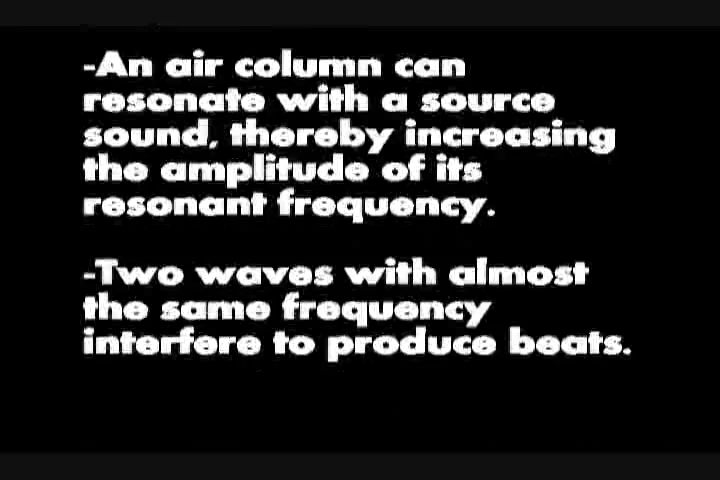 -An air column can
resonate with a source
sound, thereby increasing
the amplitude of its
resonant frequency.
-Two waves with almost
the same frequency
interfere to produce beats.